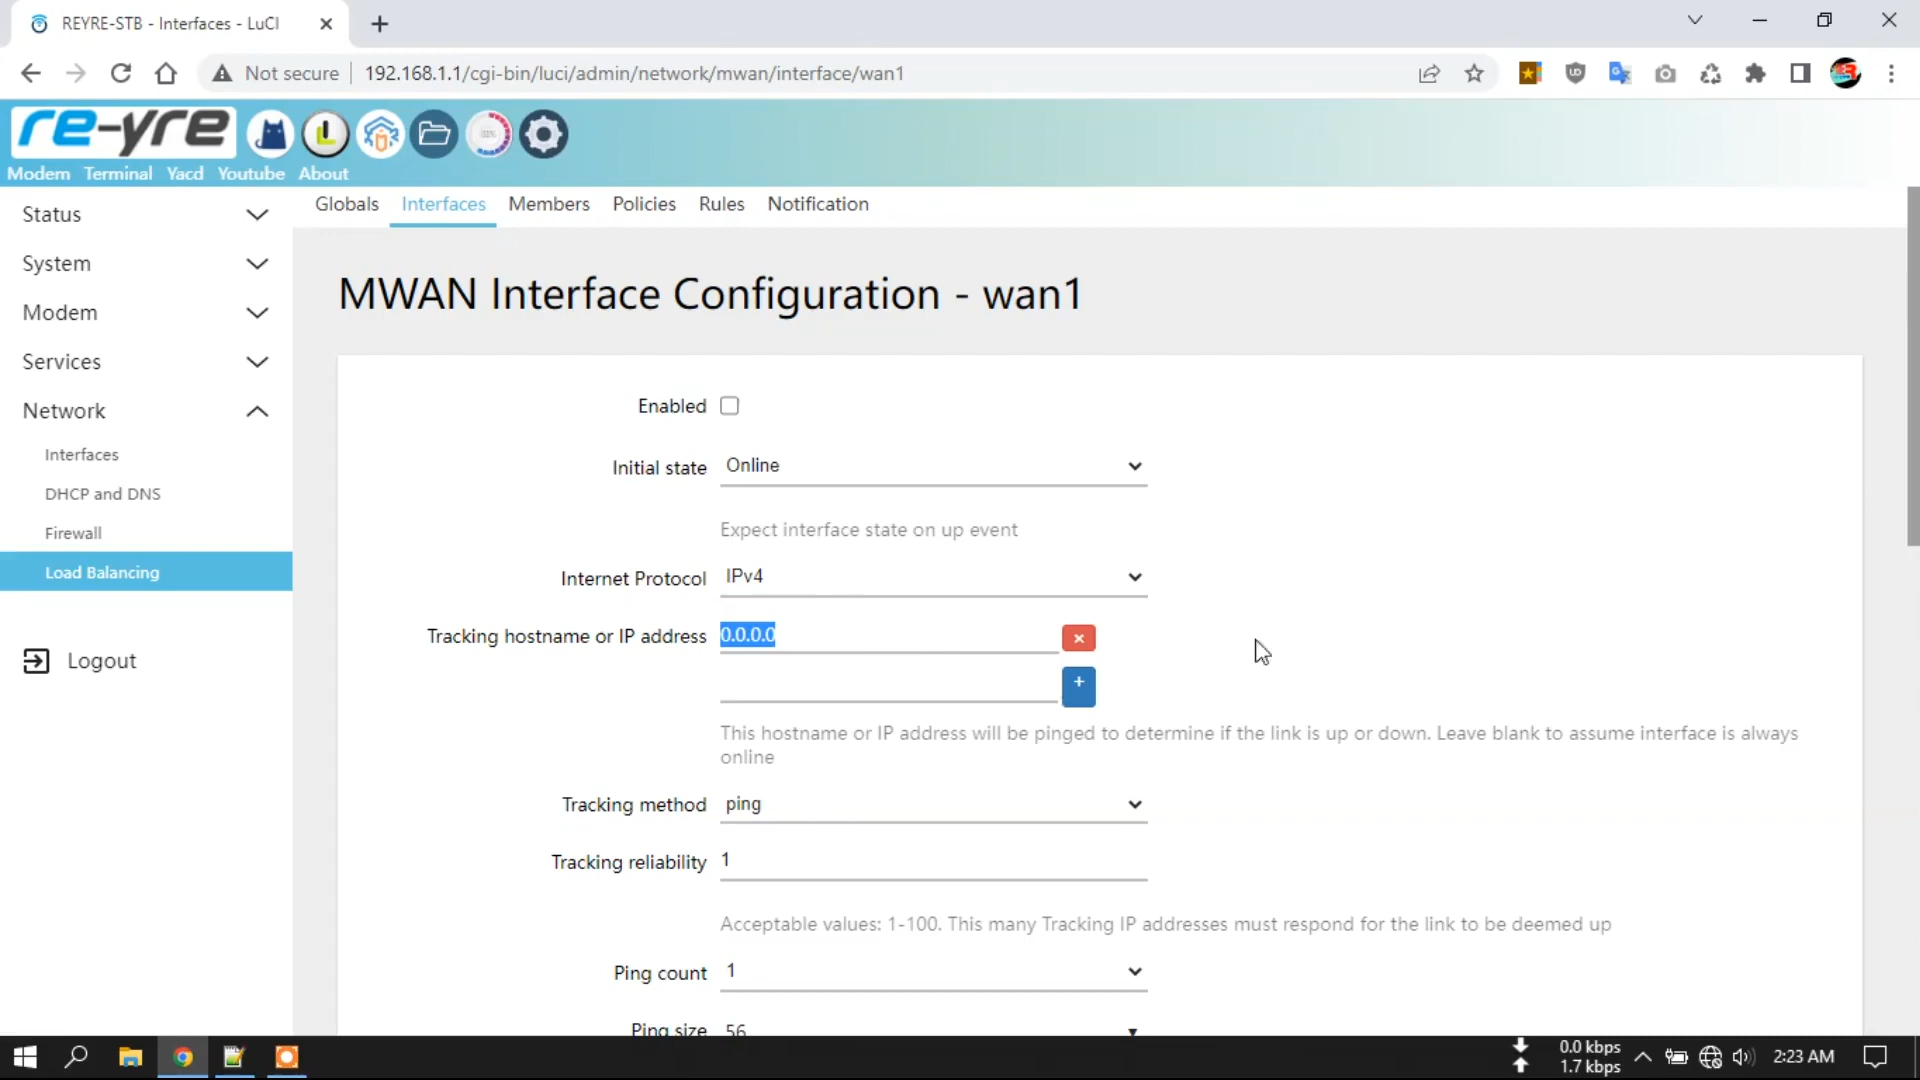 REYRE-STB - Interfaces - LuCI
Not secure
192.168.1.1/cgi-bin/luci/admin/network/mwan/interface/wan1
re-yre
Modem Terminal Yacd Youtube About
Status
System
Modem
Services
Network
Interfaces
DHCP and DNS
Firewall
Load Balancing
Logout
Globals Interfaces Members Policies Rules Notification
MWAN Interface Configuration - wan1
Enabled
Initial state Online
Expect interface state on up event
Internet Protocol IPv4
Tracking hostname or IP address 0.0.0.0
This hostname or IP address will be pinged to determine if the link is up or down. Leave blank to assume interface is always
online
Tracking method ping
Tracking reliability 1
Acceptable values: 1-100. This many Tracking IP addresses must respond for the link to be deemed up
Ping count 1
Ping size 56
0.0 kbps
1.7 kbps
2:23 AM